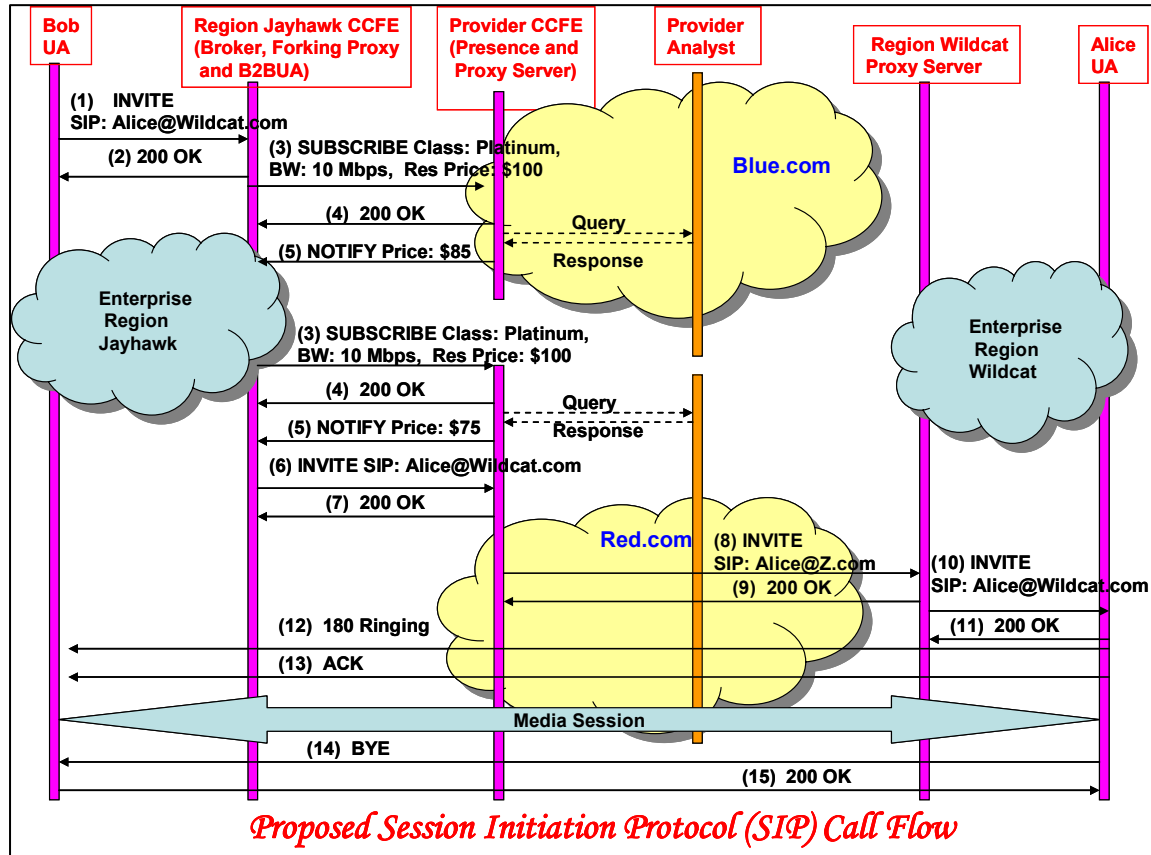 Bob
UA
Region Jayhawk CCFE
(Broker, Forking Proxy
and B2BUA)
Provider CCFE
(Presence and
Proxy Server)
Provider
Analyst
Region Wildcat
Proxy Server
Alice
UA
(1) INVITE
SIP: Alice@Wildcat.com
(2) 200 OK
(3) SUBSCRIBE Class: Platinum,
BW: 10 Mbps, Res Price: $100
Blue.com
(4) 200 OK
Query
(5) NOTIFY Price: $85
Response
Enterprise
Region
Jayhawk
Enterprise
Region
Wildcat
(3) SUBSCRIBE Class: Platinum,
BW: 10 Mbps, Res Price: $100
(4) 200 OK
Query
(5) NOTIFY Price: $75
Response
(6) INVITE SIP: Alice@Wildcat.com
(7) 200 OK
Red.com
(8) INVITE
SIP: Alice@Z.com
(9) 200 OK
(10) INVITE
SIP: Alice@Wildcat.com
(11) 200 OK
(12) 180 Ringing
(13) ACK
Media Session
(14) BYE
(15) 200 OK
Proposed Session Initiation Protocol (SIP) Call Flow